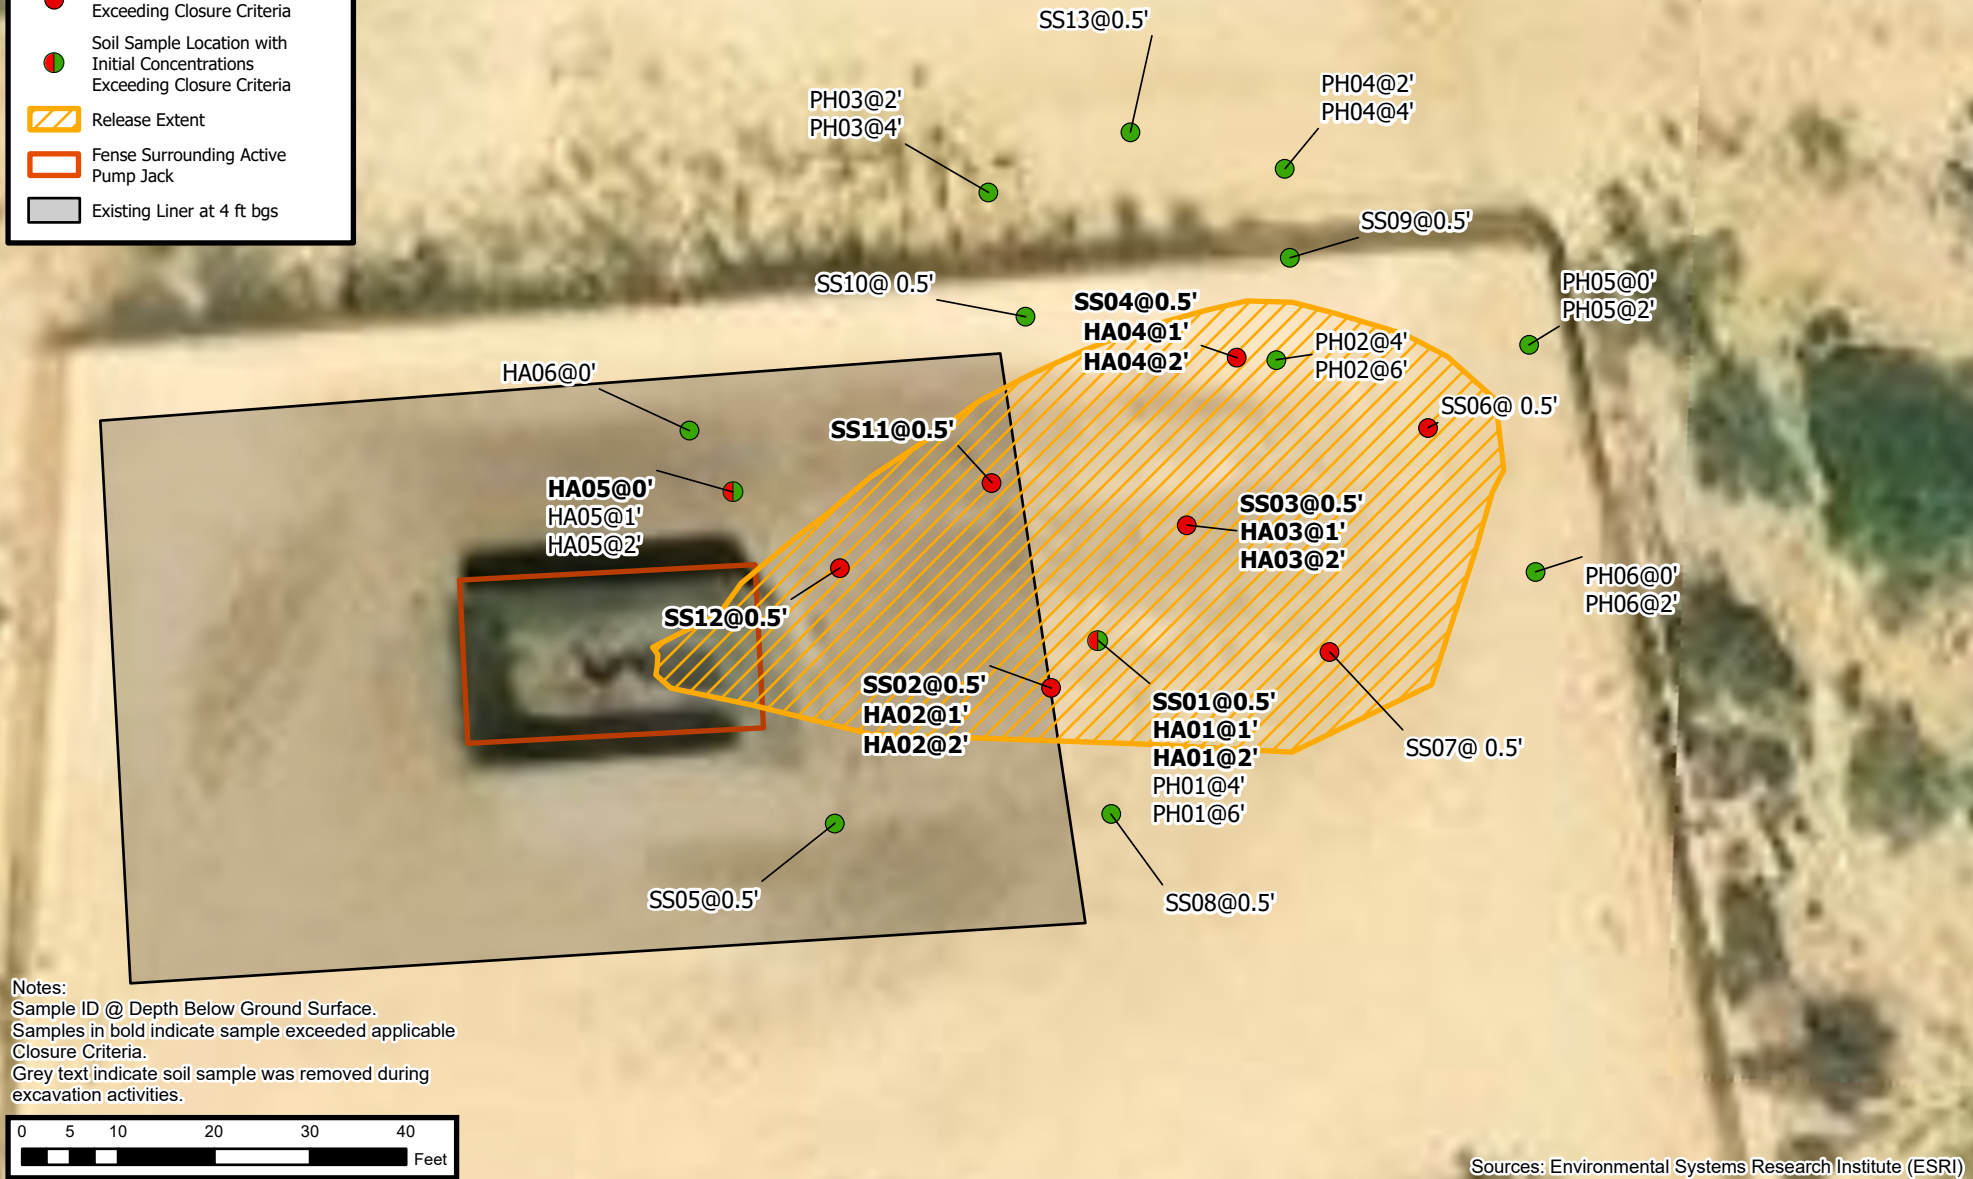 Exceeding Closure Criteria
Soil Sample Location with
Initial Concentrations
Exceeding Closure Criteria
Release Extent
Fense Surrounding Active
Pump Jack
Existing Liner at 4 ft bgs
SS13@0.5'
PH03@2'
PH03@4'
PH04@2'
PH04@4'
SS09@0.5'
SS10@ 0.5'
PH05@0'
PH05@2'
SS04@0.5'
HA04@1'
HA04@2'
PH02@4'
PH02@6'
HA06@0'
SS06@ 0.5'
SS11@0.5'
HA05@0'
HA05@1'
HA05@2'
SS03@0.5'
HA03@1'
HA03@2'
PH06@0'
PH06@2'
SS12@0.5'
SS02@0.5'
HA02@1'
HA02@2'
SS01@0.5'
HA01@1'
HA01@2'
PH01@4'
PH01@6'
SS07@ 0.5'
SS05@0.5'
SS08@0.5'
Notes:
Sample ID @ Depth Below Ground Surface.
Samples in bold indicate sample exceeded applicable
Closure Criteria.
Grey text indicate soil sample was removed during
excavation activities.
0 5 10 20 30 40
Feet
Sources: Environmental Systems Research Institute (ESRI)